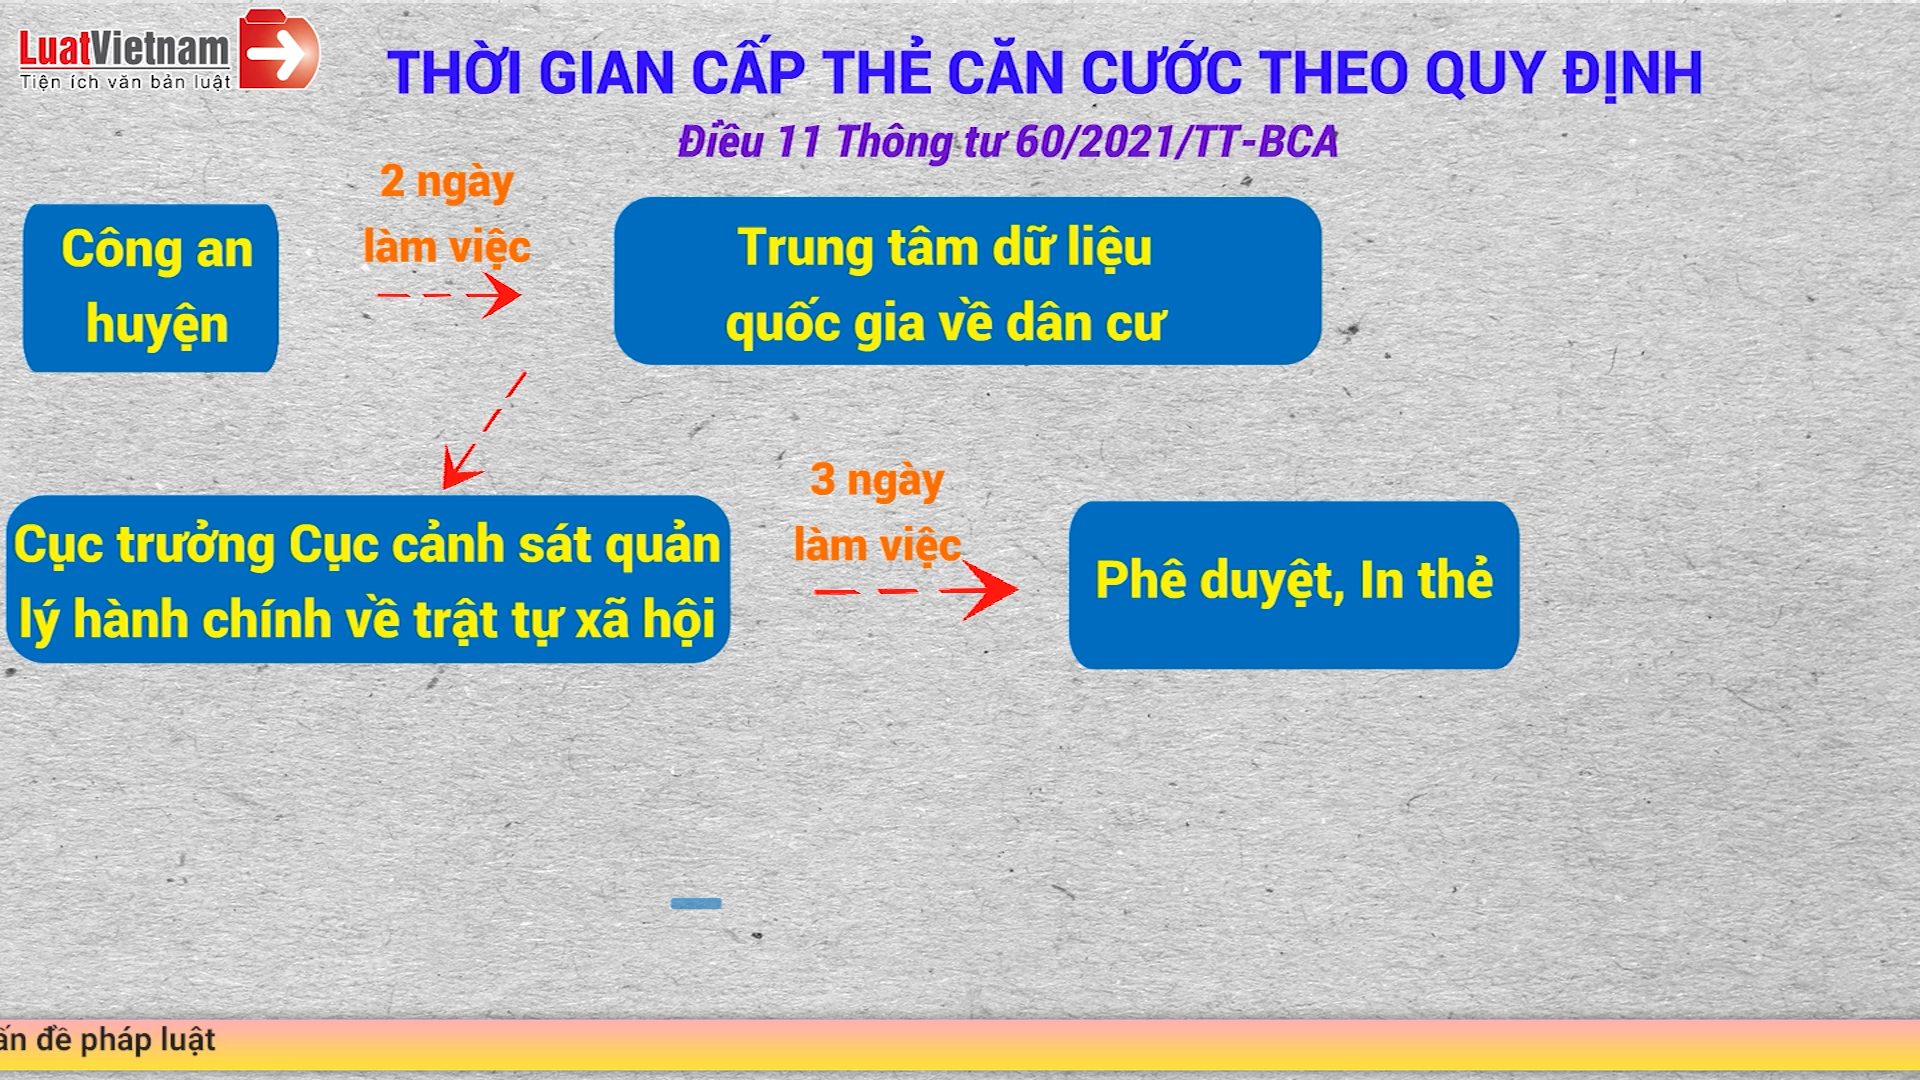 LuatVietnam
Tiện ích văn bản luật
THỜI GIAN CẤP THẺ CĂN CƯỚC THEO QUY ĐỊNH
Điều 11 Thông tư 60/2021/TT-BCA
Công an
huyện
2 ngày
làm việc
Trung tâm dữ liệu
quốc gia về dân cư
Cục trưởng Cục cảnh sát quản
lý hành chính về trật tự xã hội
3 ngày
làm việc
Phê duyệt, In thẻ
đề pháp luật